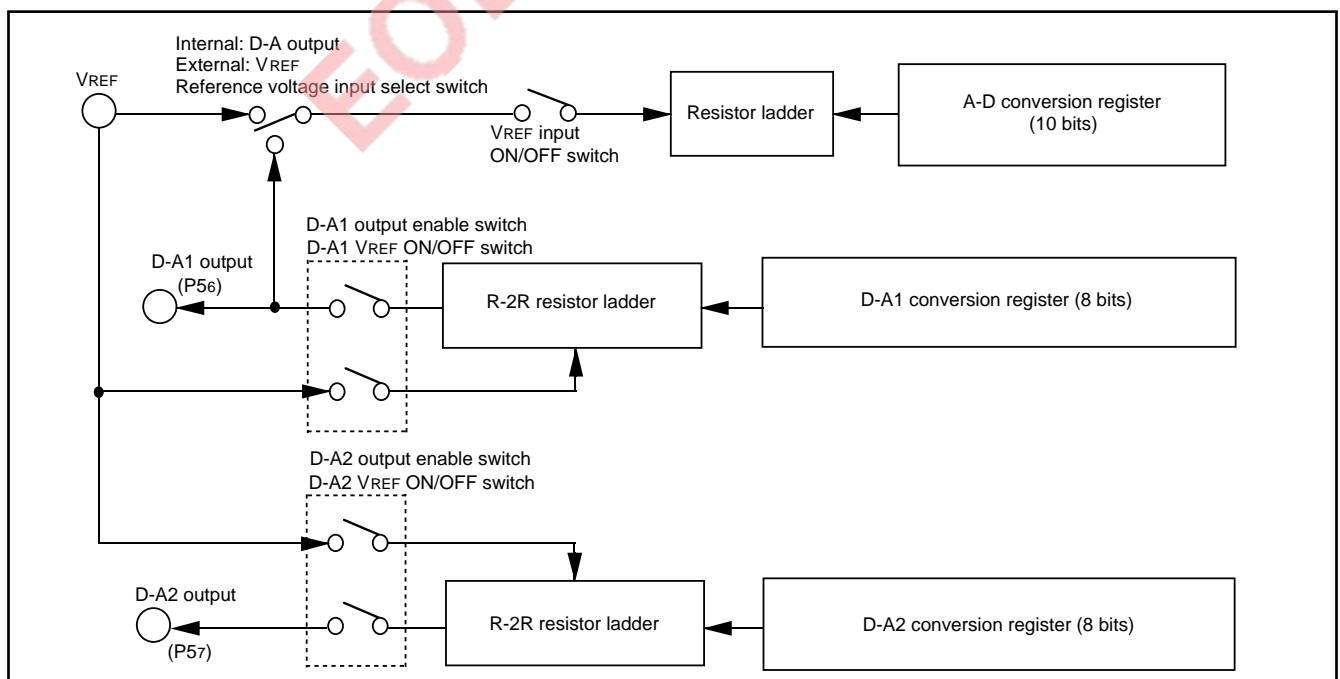 Internal: D-A output
External: VREF
Reference voltage input select switch
VREF
VREF input
ON/OFF switch
Resistor ladder
A-D conversion register
(10 bits)
D-A1 output enable switch
D-A1 VREF ON/OFF switch
D-A1 output
(P56)
R-2R resistor ladder
D-A1 conversion register (8 bits)
D-A2 output enable switch
D-A2 VREF ON/OFF switch
D-A2 output
(P57)
R-2R resistor ladder
D-A2 conversion register (8 bits)